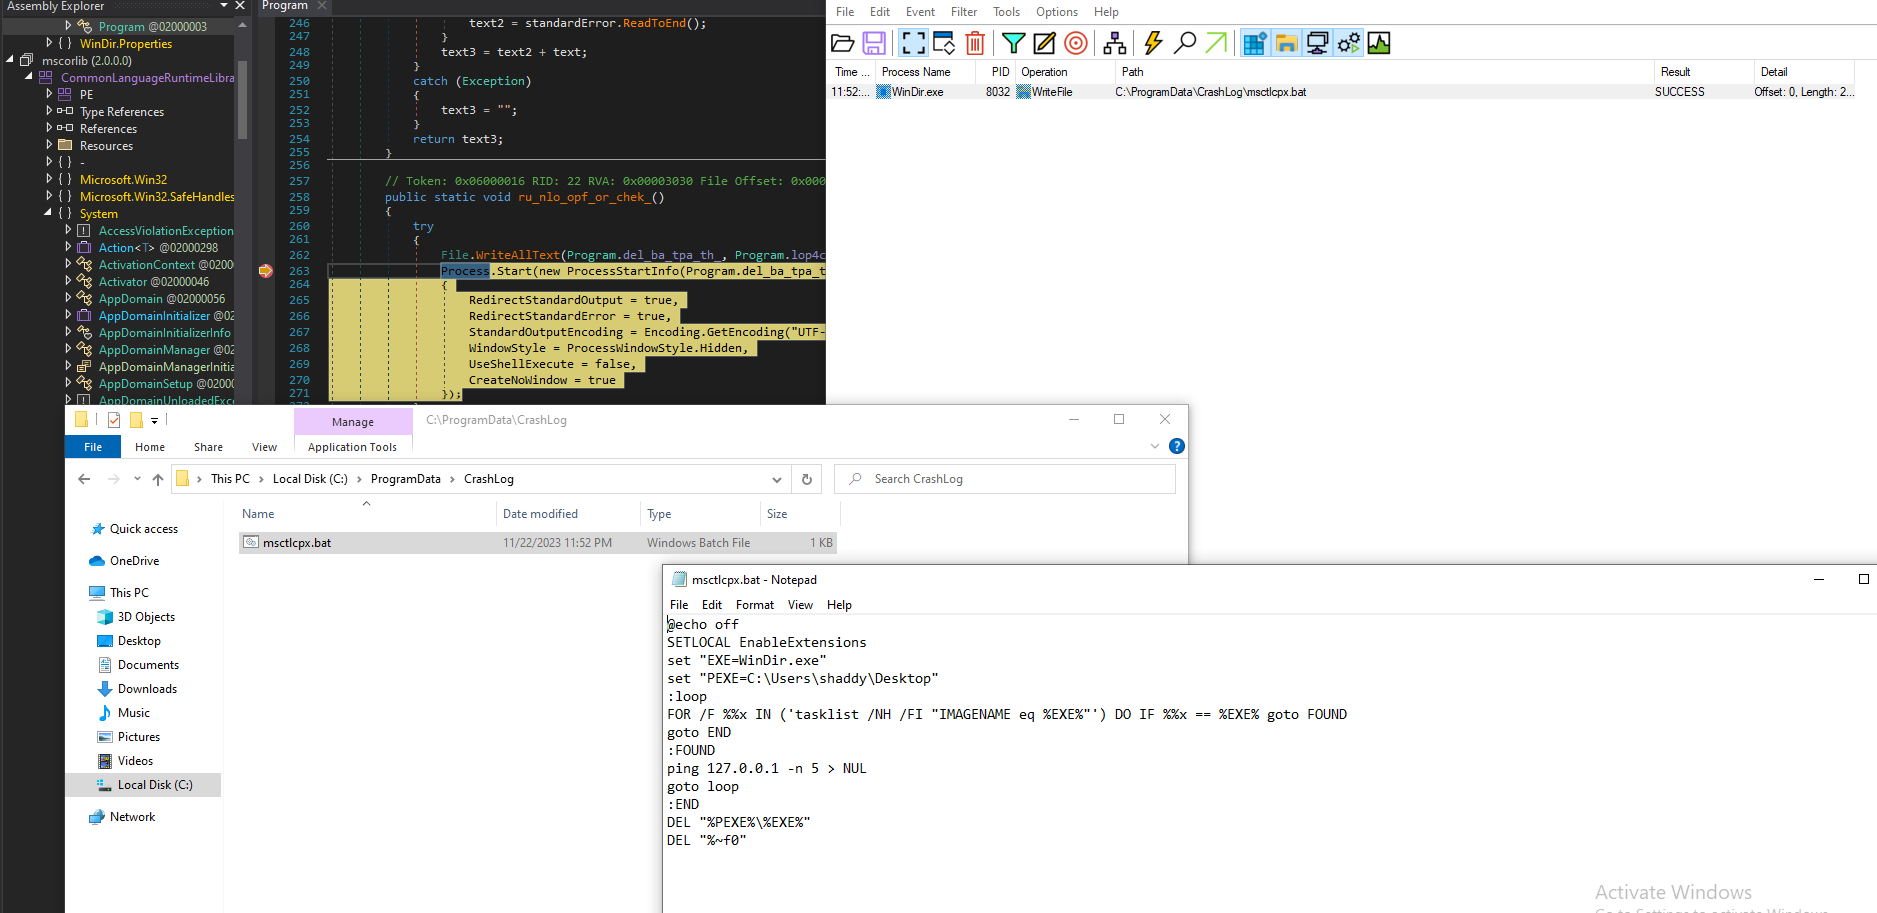 Assembly Explorer
Program @02000003
{ } WinDir.Properties
mscorlib (2.0.0.0)
CommonLanguageRuntimeLibra
PE
Type References
References
Resources
{ } -
{ } Microsoft.Win32
{ } Microsoft.Win32.SafeHandles
{ } System
AccessViolationException
Action<T> @02000298
ActivationContext @0200
Activator @02000046
AppDomain @02000056
AppDomainInitializer @02
AppDomainInitializerInfo
AppDomainManager @02
AppDomainManagerInitia
AppDomainSetup @0200
AppDomainUnloadedExce
Program
246 text2 = standardError.ReadToEnd();
247 }
248 text3 = text2 + text;
249 }
250 catch (Exception)
251 {
252 text3 = "";
253 }
254 return text3;
255 }
256
257 // Token: 0x06000016 RID: 22 RVA: 0x00003030 File Offset: 0x000
258 public static void ru_nlo_opf_or_chek_()
259 {
260 try
261 {
262 File.WriteAllText(Program.del_ba_tpa_th_, Program.lop4c
263 Process.Start(new ProcessStartInfo(Program.del_ba_tpa_t
264 {
265 RedirectStandardOutput = true,
266 RedirectStandardError = true,
267 StandardOutputEncoding = Encoding.GetEncoding("UTF-
268 WindowStyle = ProcessWindowStyle.Hidden,
269 UseShellExecute = false,
270 CreateNoWindow = true
271 });
File Edit Event Filter Tools Options Help
Time ... Process Name PID Operation Path Result Detail
11:52:... WinDir.exe 8032 WriteFile C:\ProgramData\CrashLog\msctlcpx.bat SUCCESS Offset: 0, Length: 2...
Manage C:\ProgramData\CrashLog
File Home Share View Application Tools
This PC > Local Disk (C:) > ProgramData > CrashLog
Search CrashLog
Name Date modified Type Size
msctlcpx.bat 11/22/2023 11:52 PM Windows Batch File 1 KB
Quick access
OneDrive
This PC
3D Objects
Desktop
Documents
Downloads
Music
Pictures
Videos
Local Disk (C:)
Network
msctlcpx.bat - Notepad
File Edit Format View Help
@echo off
SETLOCAL EnableExtensions
set "EXE=WinDir.exe"
set "PEXE=C:\Users\shaddy\Desktop"
:loop
FOR /F %%x IN ('tasklist /NH /FI "IMAGENAME eq %EXE%"') DO IF %%x == %EXE% goto FOUND
goto END
:FOUND
ping 127.0.0.1 -n 5 > NUL
goto loop
:END
DEL "%PEXE%\%EXE%"
DEL "%~f0"
Activate Windows